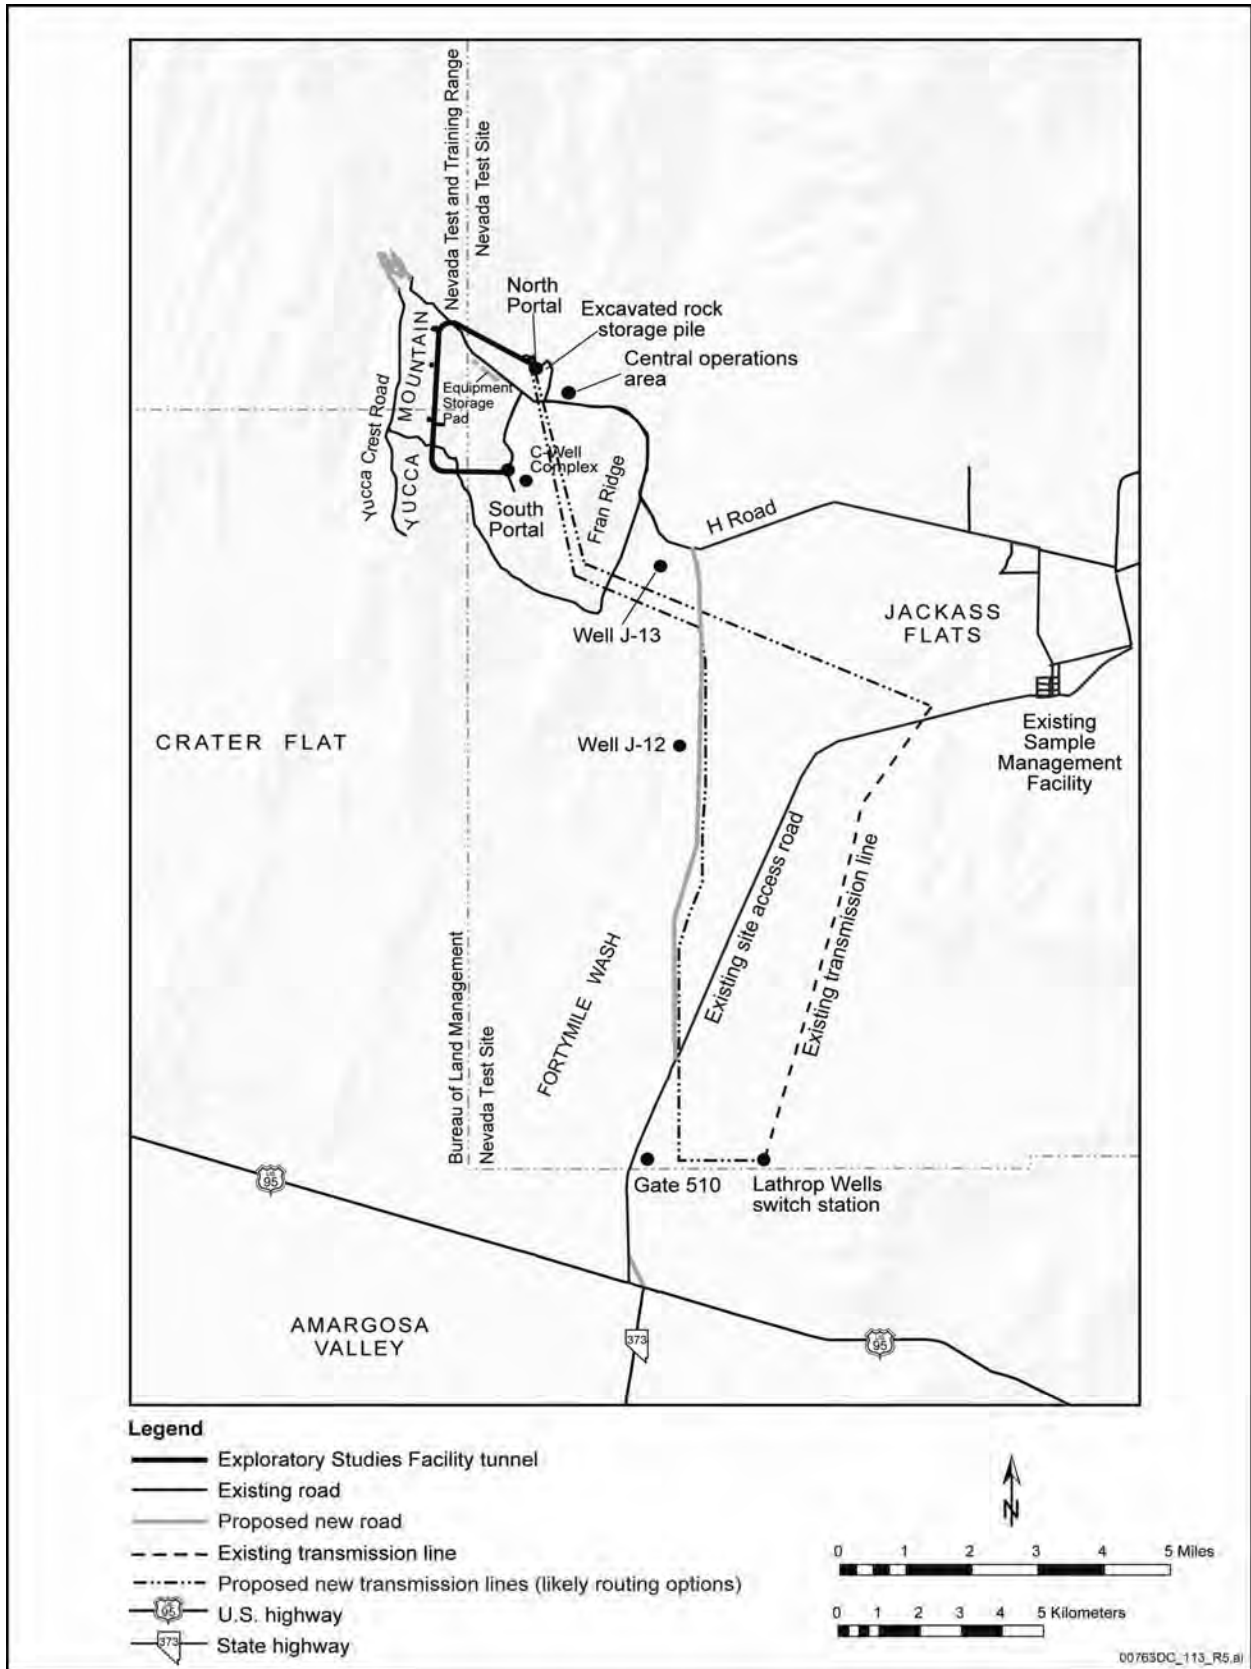 Nevada Test and Training Range
Nevada Test Site
North
Portal
Excavated rock
storage pile
Central operations
area
Equipment
Storage
Pad
Yucca Crest Road
YUCCA MOUNTAIN
C-Well
Complex
South
Portal
Fran Ridge
H Road
Well J-13
JACKASS
FLATS
CRATER FLAT
Well J-12
Existing
Sample
Management
Facility
Existing site access road
Existing transmission line
FORTYMILE WASH
Bureau of Land Management
Nevada Test Site
Gate 510
Lathrop Wells
switch station
US
95
AMARGOSA
VALLEY
373
US
95
Legend
Exploratory Studies Facility tunnel
Existing road
Proposed new road
Existing transmission line
Proposed new transmission lines (likely routing options)
US
95
U.S. highway
373
State highway
N
0 1 2 3 4 5 Miles
0 1 2 3 4 5 Kilometers
00763DC_113_R5.ai